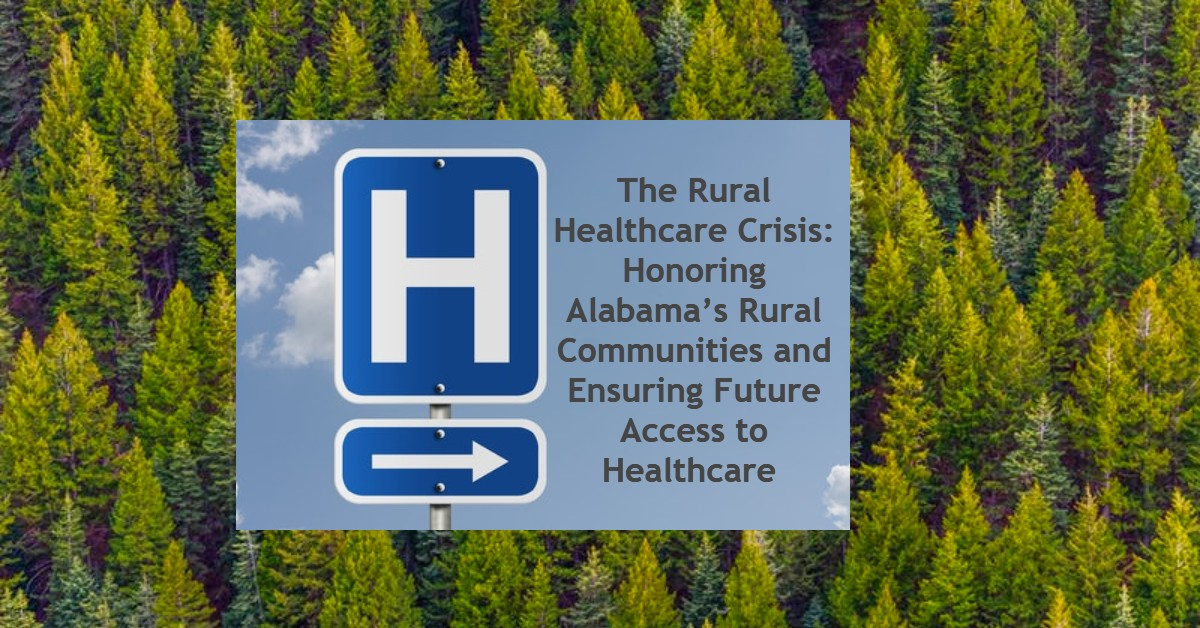 H
The Rural
Healthcare Crisis:
Honoring
Alabama’s Rural
Communities and
Ensuring Future
Access to
Healthcare